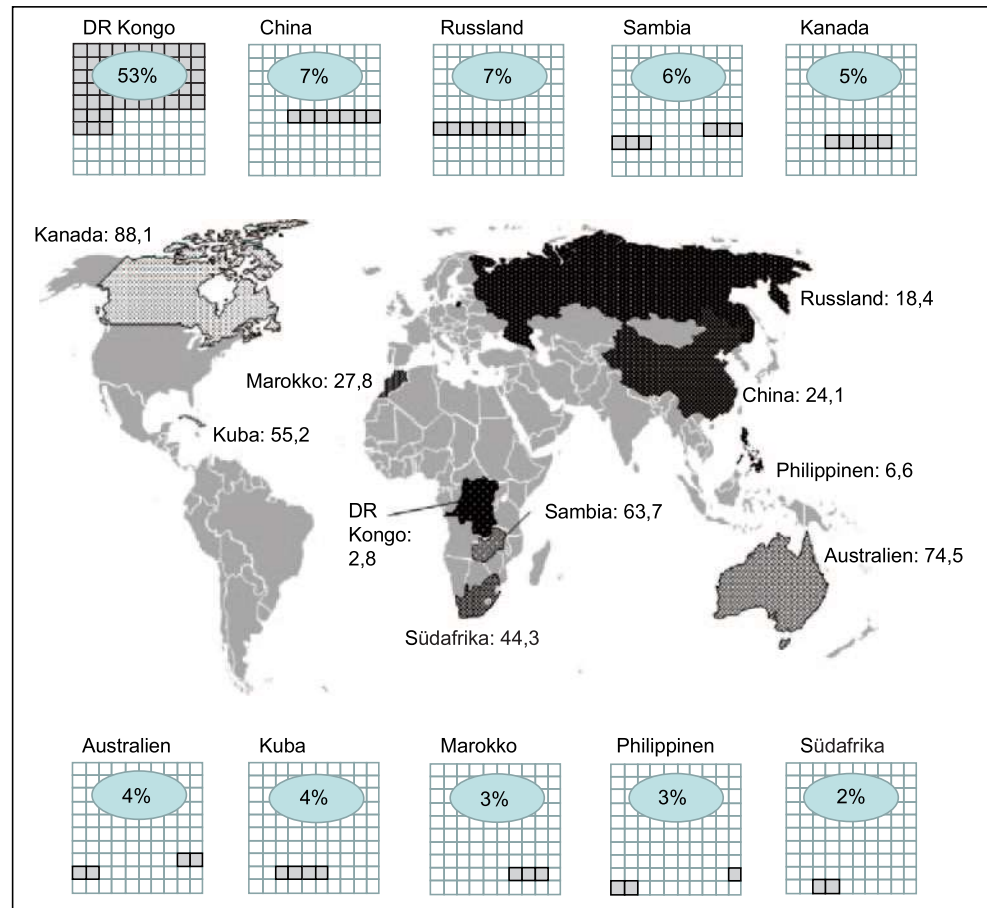 DR Kongo
China
Russland
Sambia
Kanada
53%
7%
7%
6%
5%
Kanada: 88,1
Russland: 18,4
Marokko: 27,8
China: 24,1
Kuba: 55,2
Philippinen: 6,6
DR
Kongo:
2,8
Sambia: 63,7
Australien: 74,5
Südafrika: 44,3
Australien
Kuba
Marokko
Philippinen
Südafrika
4%
4%
3%
3%
2%